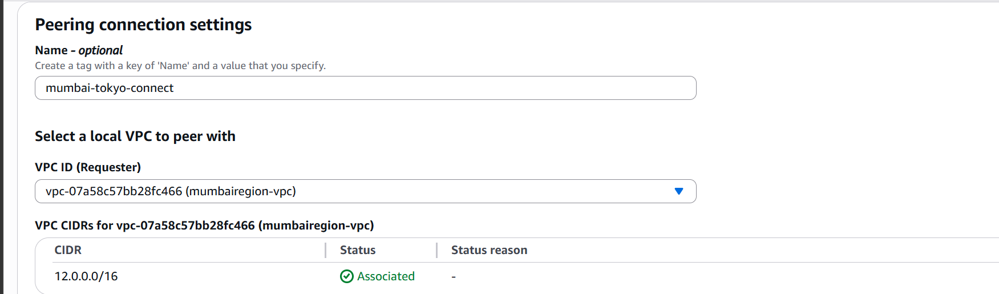 Peering connection settings
Name - optional
Create a tag with a key of 'Name' and a value that you specify.
mumbai-tokyo-connect
Select a local VPC to peer with
VPC ID (Requester)
vpc-07a58c57bb28fc466 (mumbairegion-vpc)
VPC CIDRs for vpc-07a58c57bb28fc466 (mumbairegion-vpc)
CIDR Status Status reason
12.0.0.0/16 Associated -